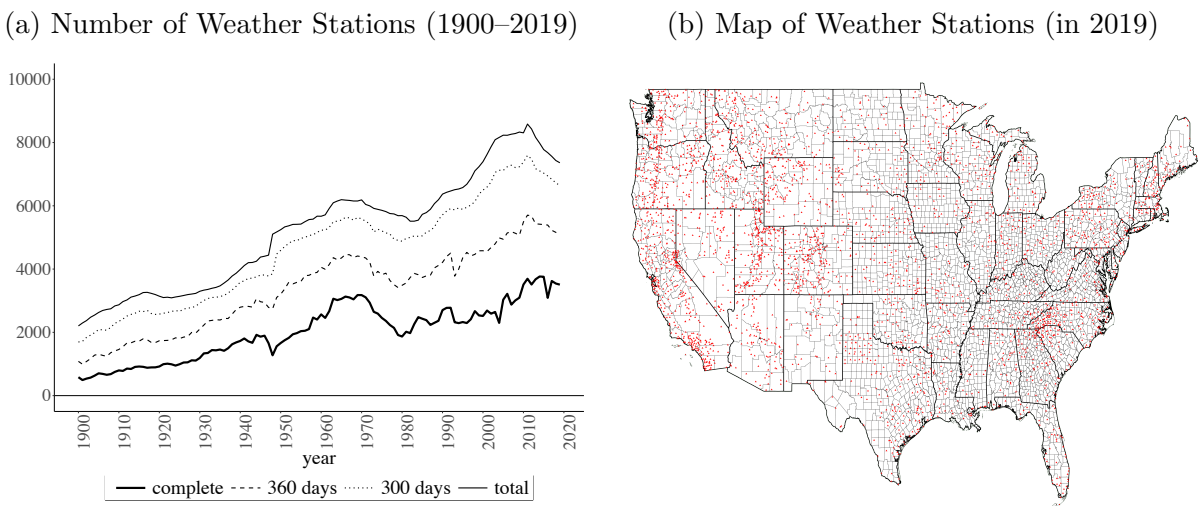 (a) Number of Weather Stations (1900–2019)
(b) Map of Weather Stations (in 2019)
10000
8000
6000
4000
2000
0
1900 1910 1920 1930 1940 1950 1960 1970 1980 1990 2000 2010 2020
year
complete 360 days 300 days total